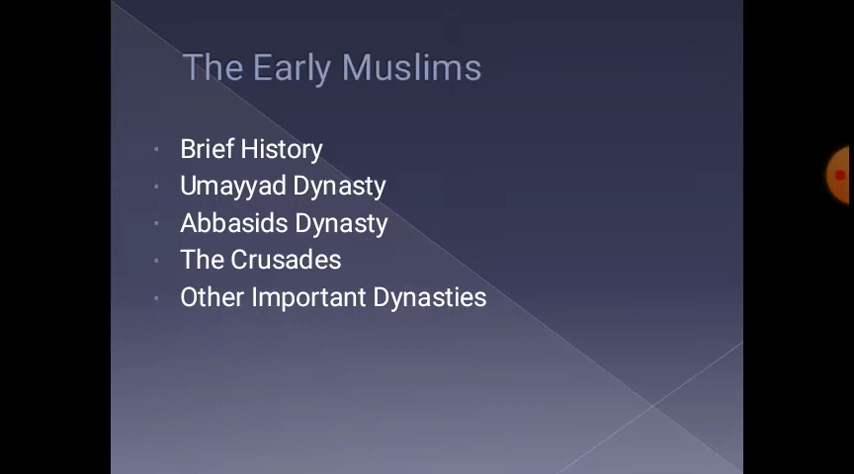 The Early Muslims
· Brief History
· Umayyad Dynasty
· Abbasids Dynasty
· The Crusades
· Other Important Dynasties